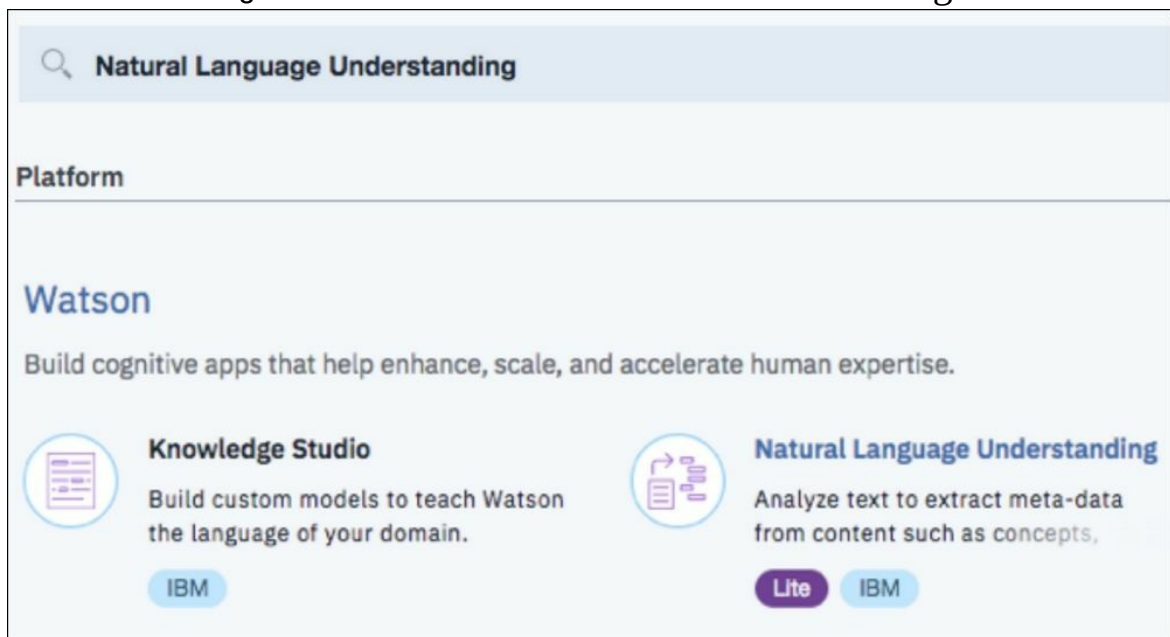 Natural Language Understanding
Platform
Watson
Build cognitive apps that help enhance, scale, and accelerate human expertise.
Knowledge Studio
Build custom models to teach Watson
the language of your domain.
IBM
Natural Language Understanding
Analyze text to extract meta-data
from content such as concepts,
Lite IBM